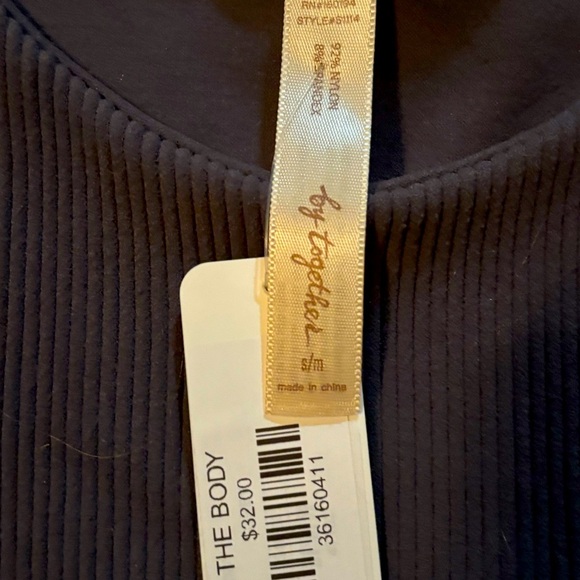 RN#160194
STYLE#S1114
92% NYLON
8% SPANDEX
by together
s/m
made in china
THE BODY
$32.00
36160411